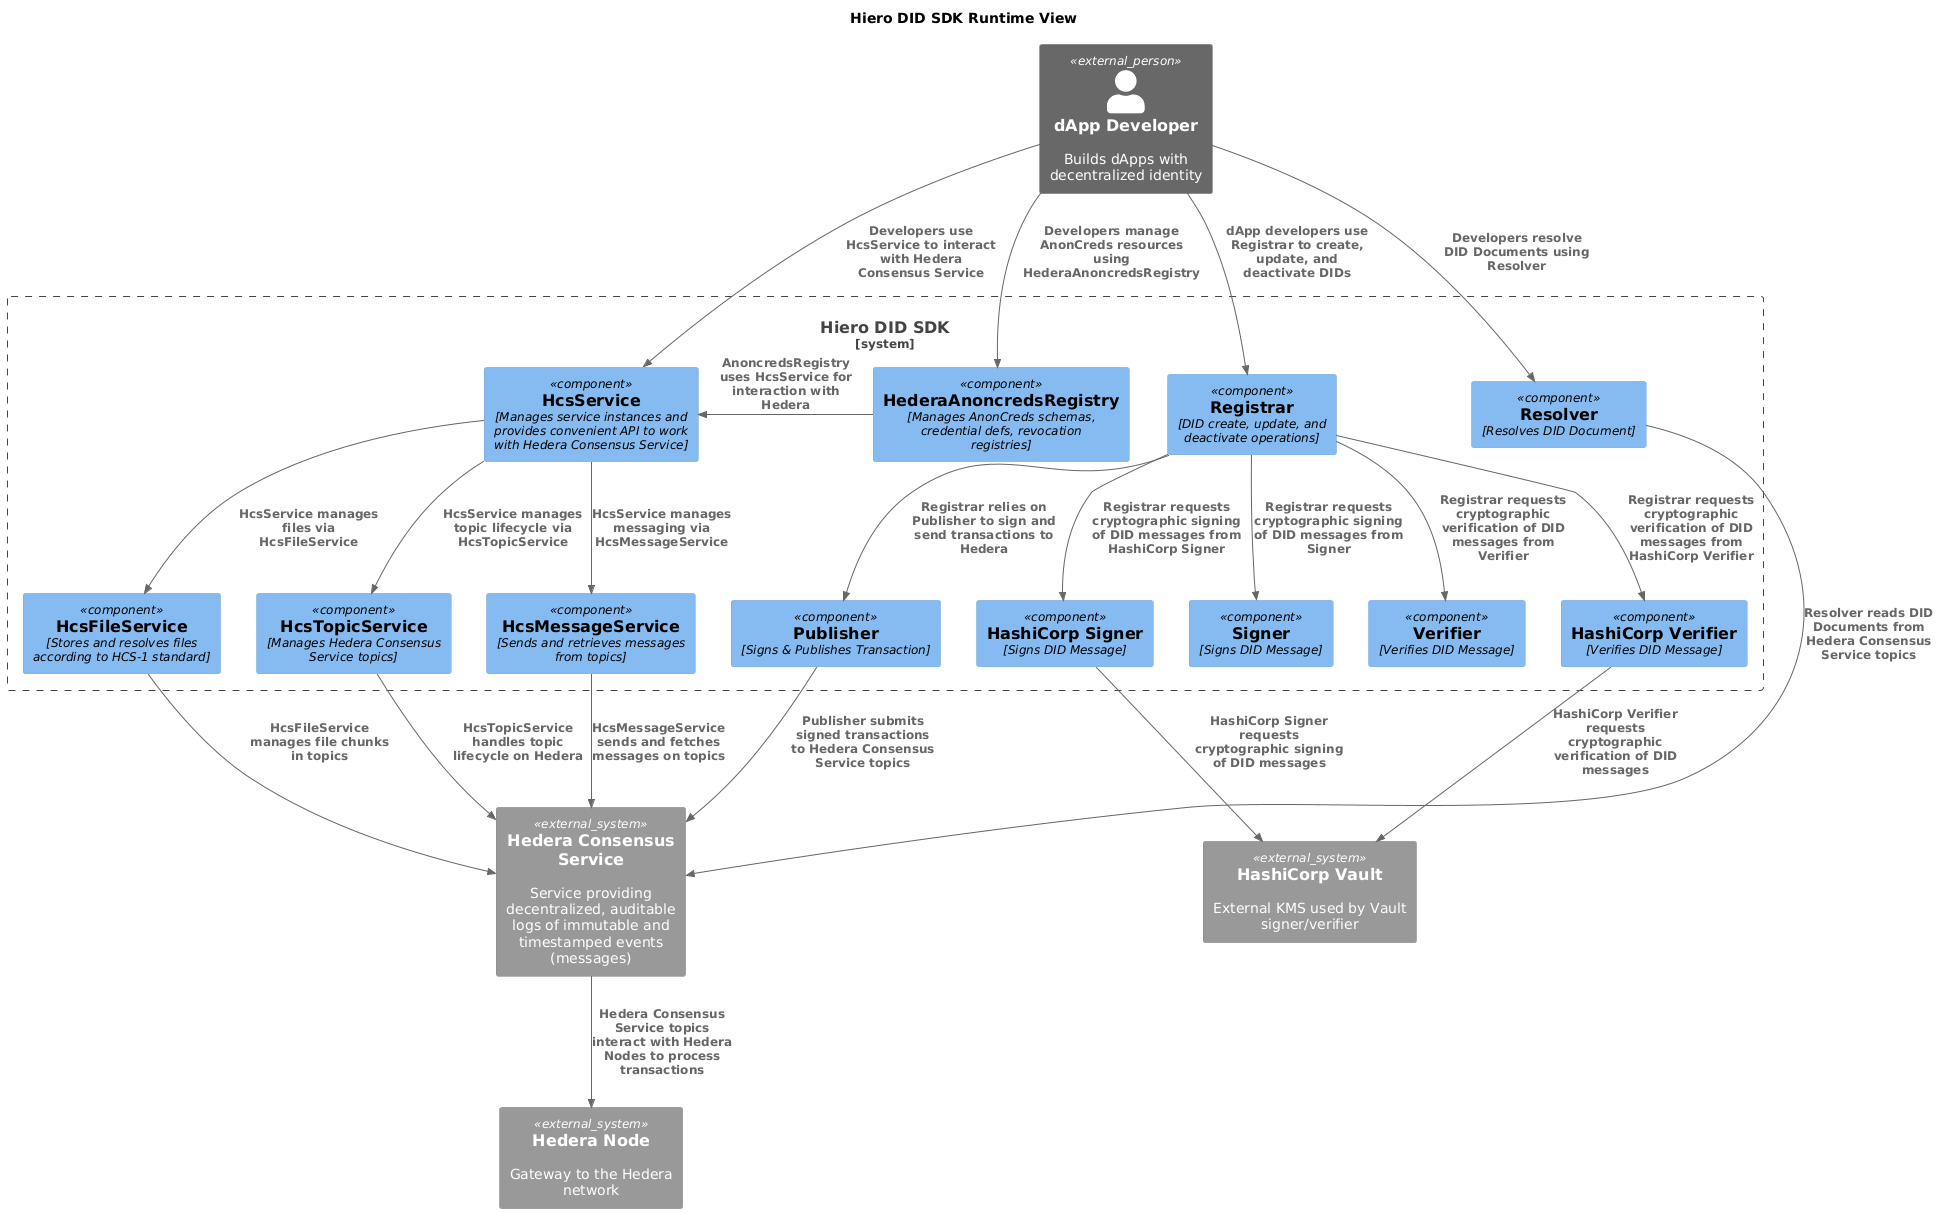 Hiero DID SDK Runtime View
«external_person»
dApp Developer
Builds dApps with
decentralized identity
Developers use
HcsService to interact
with Hedera
Consensus Service
Developers manage
AnonCreds resources
using
HederaAnoncredsRegistry
dApp developers use
Registrar to create,
update, and
deactivate DIDs
Developers resolve
DID Documents using
Resolver
Hiero DID SDK
[system]
«component»
HcsService
[Manages service instances and
provides convenient API to work
with Hedera Consensus Service]
AnoncredsRegistry
uses HcsService for
interaction with
Hedera
«component»
HederaAnoncredsRegistry
[Manages AnonCreds schemas,
credential defs, revocation
registries]
«component»
Registrar
[DID create, update, and
deactivate operations]
«component»
Resolver
[Resolves DID Document]
HcsService manages
files via
HcsFileService
HcsService manages
topic lifecycle via
HcsTopicService
HcsService manages
messaging via
HcsMessageService
Registrar relies on
Publisher to sign and
send transactions to
Hedera
Registrar requests
cryptographic signing
of DID messages from
HashiCorp Signer
Registrar requests
cryptographic signing
of DID messages from
Signer
Registrar requests
cryptographic
verification of DID
messages from
Verifier
Registrar requests
cryptographic
verification of DID
messages from
HashiCorp Verifier
«component»
HcsFileService
[Stores and resolves files
according to HCS-1 standard]
«component»
HcsTopicService
[Manages Hedera Consensus
Service topics]
«component»
HcsMessageService
[Sends and retrieves messages
from topics]
«component»
Publisher
[Signs & Publishes Transaction]
«component»
HashiCorp Signer
[Signs DID Message]
«component»
Signer
[Signs DID Message]
«component»
Verifier
[Verifies DID Message]
«component»
HashiCorp Verifier
[Verifies DID Message]
Resolver reads DID
Documents from
Hedera Consensus
Service topics
HcsFileService
manages file chunks
in topics
HcsTopicService
handles topic
lifecycle on Hedera
HcsMessageService
sends and fetches
messages on topics
Publisher submits
signed transactions
to Hedera Consensus
Service topics
HashiCorp Signer
requests
cryptographic signing
of DID messages
HashiCorp Verifier
requests
cryptographic
verification of DID
messages
«external_system»
Hedera Consensus
Service
Service providing
decentralized, auditable
logs of immutable and
timestamped events
(messages)
«external_system»
HashiCorp Vault
External KMS used by Vault
signer/verifier
Hedera Consensus
Service topics
interact with Hedera
Nodes to process
transactions
«external_system»
Hedera Node
Gateway to the Hedera
network